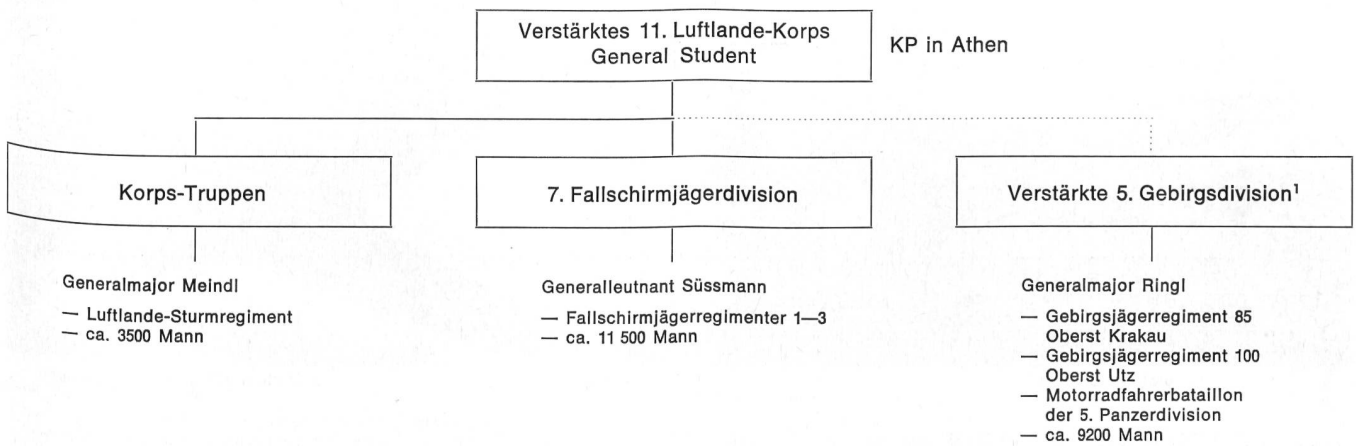 Verstärktes 11. Luftlande-Korps
General Student
KP in Athen
Korps-Truppen
7. Fallschirmjägerdivision
Verstärkte 5. Gebirgsdivision¹
Generalmajor Meindl
— Luftlande-Sturmregiment
— ca. 3500 Mann
Generalleutnant Süssmann
— Fallschirmjägerregimenter 1—3
— ca. 11 500 Mann
Generalmajor Ringl
— Gebirgsjägerregiment 85
Oberst Krakau
— Gebirgsjägerregiment 100
Oberst Utz
— Motorradfahrerbataillon
der 5. Panzerdivision
— ca. 9200 Mann